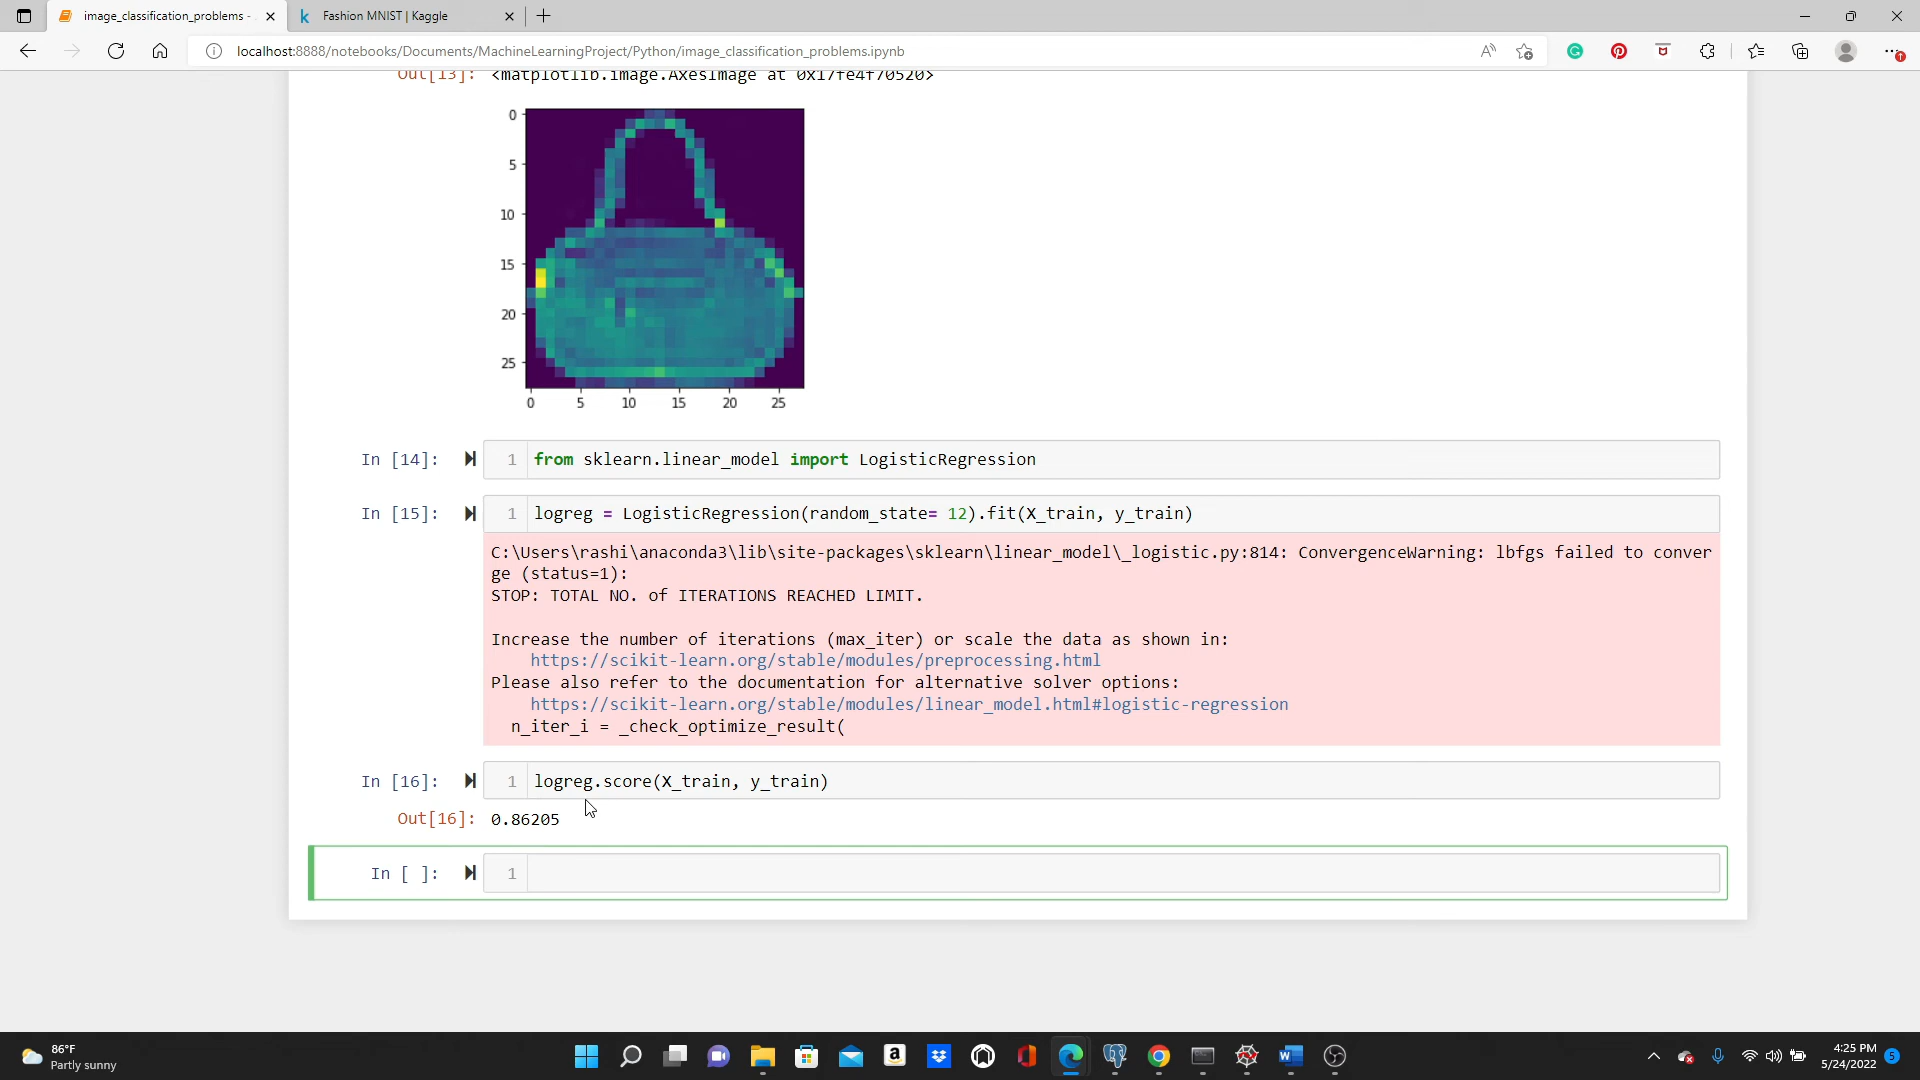 image_classification_problems -
Fashion MNIST | Kaggle
localhost:8888/notebooks/Documents/MachineLearningProject/Python/image_classification_problems.ipynb
Out[13]: <matplotlib.image.AxesImage at 0x17fe4f70520>
0
5
10
15
20
25
0 5 10 15 20 25
In [14]: 1 from sklearn.linear_model import LogisticRegression
In [15]: 1 logreg = LogisticRegression(random_state= 12).fit(X_train, y_train)
C:\Users\rashi\anaconda3\lib\site-packages\sklearn\linear_model\_logistic.py:814: ConvergenceWarning: lbfgs failed to conver
ge (status=1):
STOP: TOTAL NO. of ITERATIONS REACHED LIMIT.
Increase the number of iterations (max_iter) or scale the data as shown in:
https://scikit-learn.org/stable/modules/preprocessing.html
Please also refer to the documentation for alternative solver options:
https://scikit-learn.org/stable/modules/linear_model.html#logistic-regression
n_iter_i = _check_optimize_result(
In [16]: 1 logreg.score(X_train, y_train)
Out[16]: 0.86205
In [ ]: 1
86°F
Partly sunny
4:25 PM
5/24/2022
5